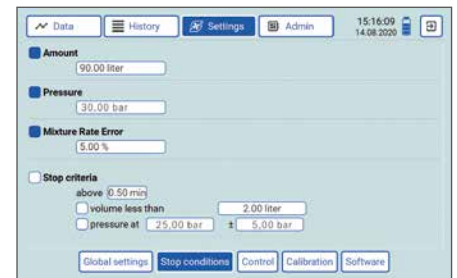 Data History Settings Admin 15:16:09
14.08.2020
Amount
90.00 liter
Pressure
30,00 bar
Mixture Rate Error
5.00 %
Stop criteria
above 0.50 min
volume less than 2.00 liter
pressure at 25,00 bar ± 5,00 bar
Global settings Stop conditions Control Calibration Software